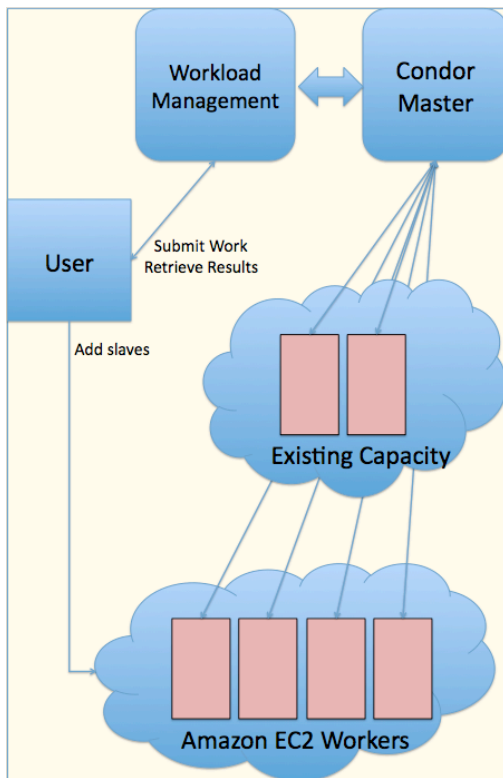 Workload
Management
Condor
Master
User
Submit Work
Retrieve Results
Add slaves
Existing Capacity
Amazon EC2 Workers